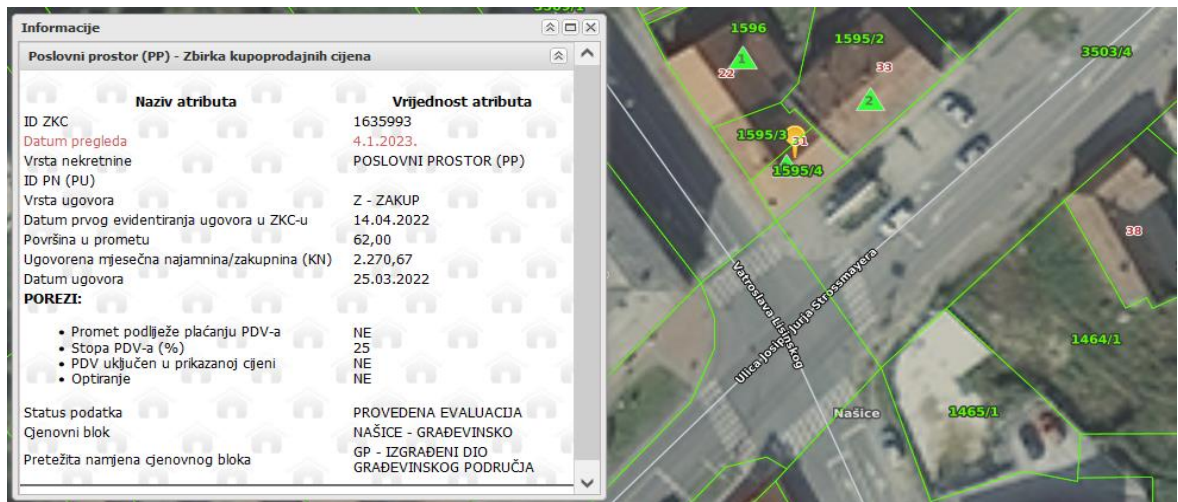 Informacije
Poslovni prostor (PP) - Zbirka kupoprodajnih cijena
Naziv atributa Vrijednost atributa
ID ZKC 1635993
Datum pregleda 4.1.2023.
Vrsta nekretnine POSLOVNI PROSTOR (PP)
ID PN (PU)
Vrsta ugovora Z - ZAKUP
Datum prvog evidentiranja ugovora u ZKC-u 14.04.2022
Površina u prometu 62,00
Ugovorena mjesečna najamnina/zakupnina (KN) 2.270,67
Datum ugovora 25.03.2022
POREZI:
• Promet podliježe plaćanju PDV-a NE
• Stopa PDV-a (%) 25
• PDV uključen u prikazanoj cijeni NE
• Optiranje NE
Status podatka PROVEDENA EVALUACIJA
Cjenovni blok NAŠICE - GRAĐEVINSKO
Pretežita namjena cjenovnog bloka GP - IZGRAĐENI DIO
GRAĐEVINSKOG PODRUČJA
1596
1595/2
3503/4
1
22
33
2
1595/3
31
1595/4
38
Vatroslava Lisinskog
Ulica Josipa Jurja Strossmayera
1464/1
Našice
1465/1